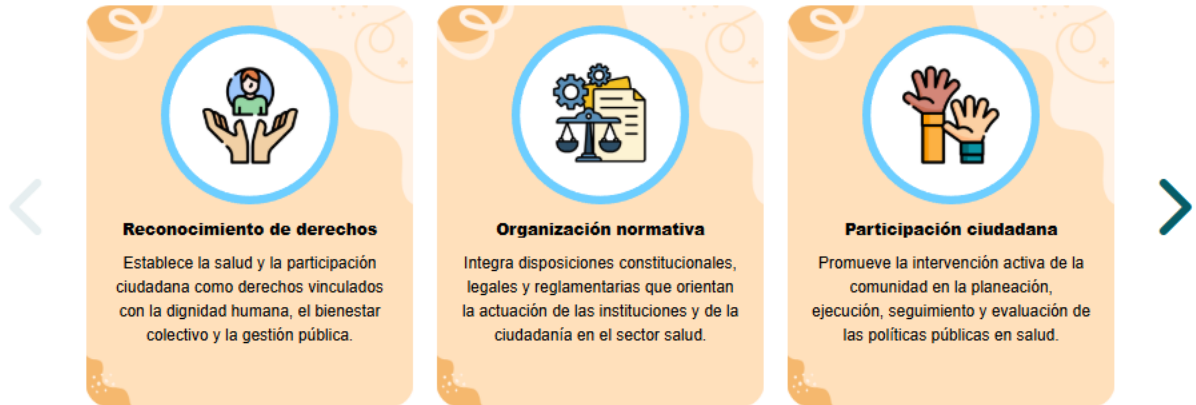 Reconocimiento de derechos
Establece la salud y la participación
ciudadana como derechos vinculados
con la dignidad humana, el bienestar
colectivo y la gestión pública.
Organización normativa
Integra disposiciones constitucionales,
legales y reglamentarias que orientan
la actuación de las instituciones y de la
ciudadanía en el sector salud.
Participación ciudadana
Promueve la intervención activa de la
comunidad en la planeación,
ejecución, seguimiento y evaluación de
las políticas públicas en salud.